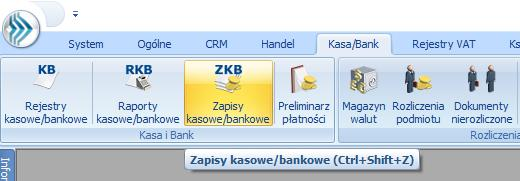 System Ogólne CRM Handel Kasa/Bank Rejestry VAT Ks
KB RKB ZKB
Rejestry kasowe/bankowe
Raporty kasowe/bankowe
Zapisy kasowe/bankowe
Preliminarz płatności
Magazyn walut
Rozliczenia podmiotu
Dokumenty nierozliczone
Kasa i Bank
Rozliczenia
Zapisy kasowe/bankowe (Ctrl+Shift+Z)
Infor